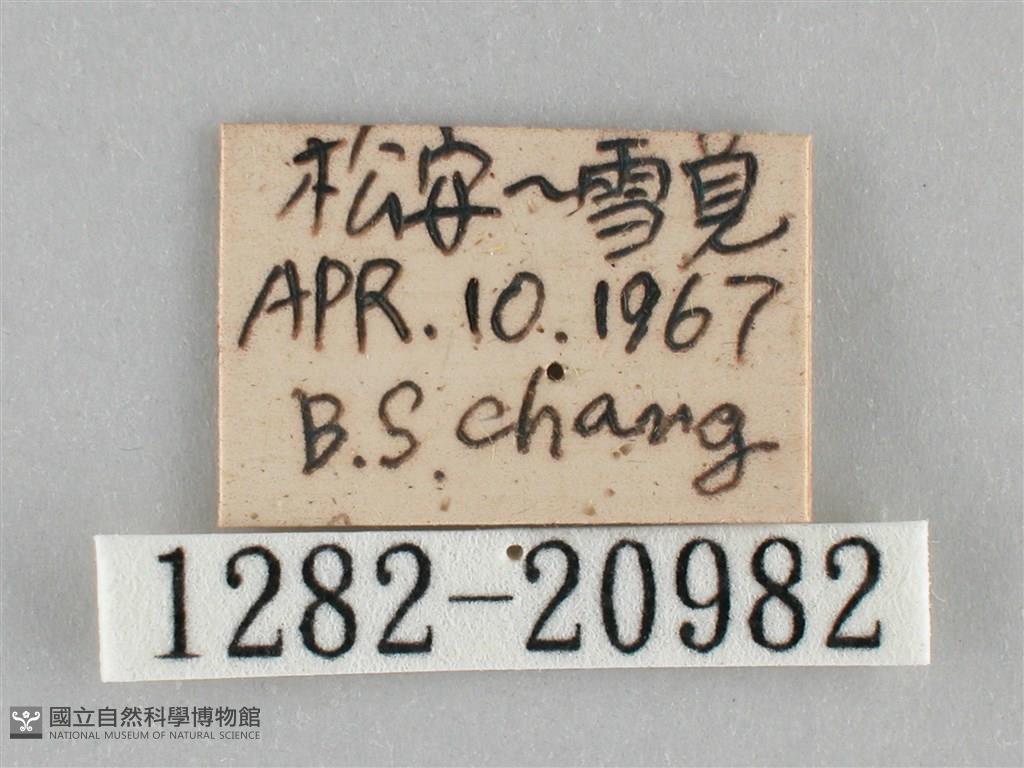 松安~雪見
APR.10.1967
B.S.chang
1282-20982
國立自然科學博物館
NATIONAL MUSEUM OF NATURAL SCIENCE